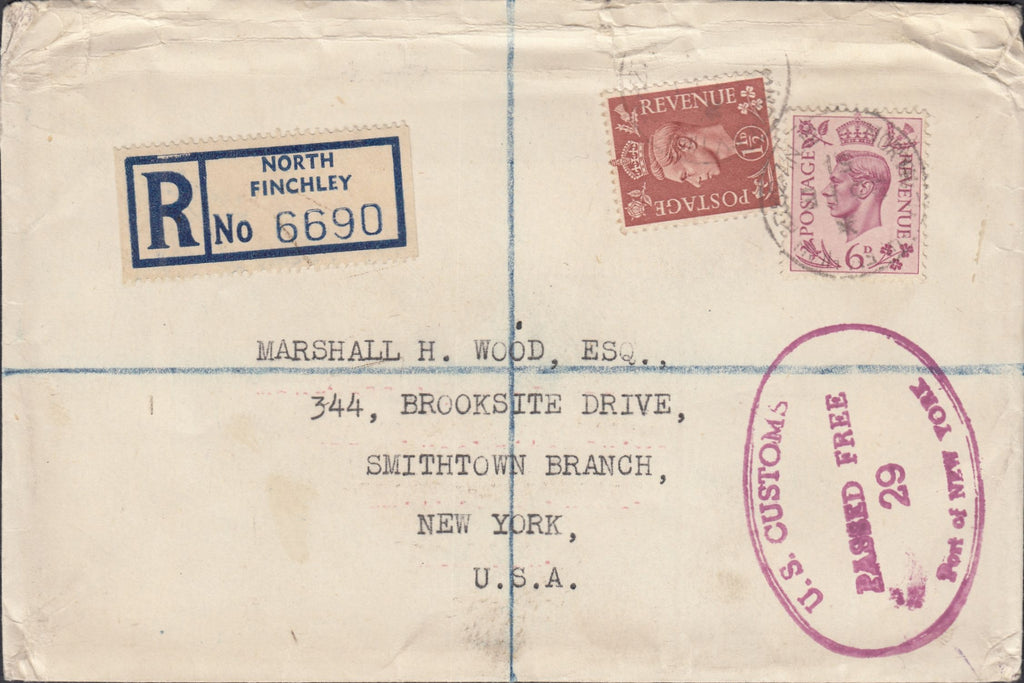 REVENUE
1½D
POSTAGE
POSTAGE
REVENUE
6D
R
NORTH
FINCHLEY
No 6690
MARSHALL H. WOOD, ESQ.,
344, BROOKSITE DRIVE,
SMITHTOWN BRANCH,
NEW YORK,
U.S.A.
U.S. CUSTOMS
PASSED FREE
29
Port of NEW YORK